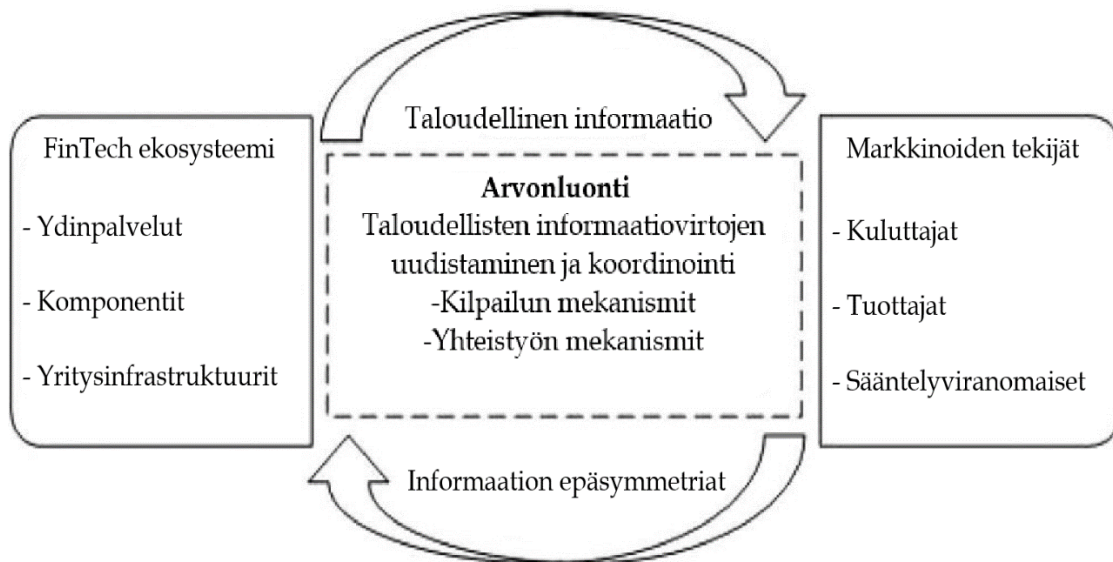 Taloudellinen informaatio
FinTech ekosysteemi
- Ydinpalvelut
- Komponentit
- Yritysinfrastruktuurit
Arvonluonti
Taloudellisten informaatiovirtojen
uudistaminen ja koordinointi
-Kilpailun mekanismit
-Yhteistyön mekanismit
Markkinoiden tekijät
- Kuluttajat
- Tuottajat
- Sääntelyviranomaiset
Informaation epäsymmetriat